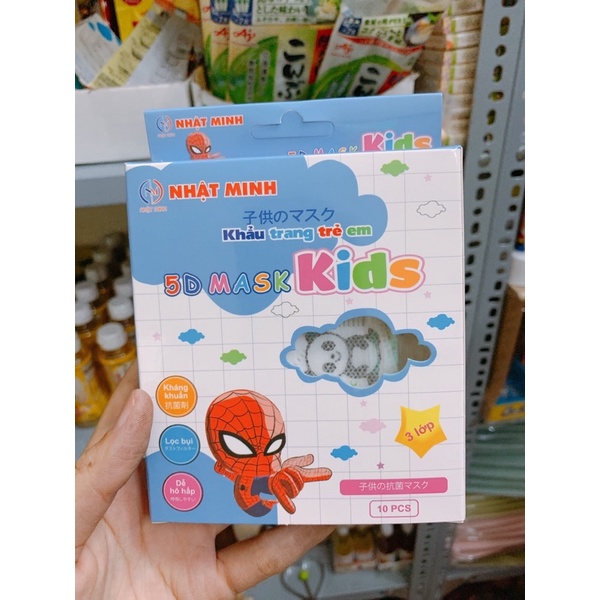 NHẬT MINH
5D MASK Kids
NHẬT MINH
子供のマスク
Khẩu trang trẻ em
5D MASK Kids
Kháng
khuẩn
抗菌剤
Lọc bụi
Dễ
hô hấp
3 lớp
子供の抗菌マスク
10 PCS